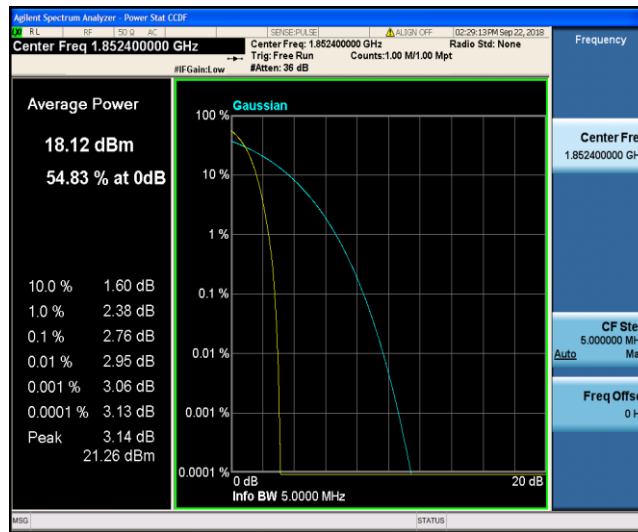 Agilent Spectrum Analyzer - Power Stat CCDF
RL RF 50 Ω AC SENSE:PULSE ALIGN OFF 02:29:13 PM Sep 22, 2018
Center Freq 1.852400000 GHz
Center Freq: 1.852400000 GHz Radio Std: None
Trig: Free Run Counts:1.00 M/1.00 Mpt
#IFGain:Low #Atten: 36 dB
Frequency
Average Power
18.12 dBm
54.83 % at 0dB
10.0 % 1.60 dB
1.0 % 2.38 dB
0.1 % 2.76 dB
0.01 % 2.95 dB
0.001 % 3.06 dB
0.0001 % 3.13 dB
Peak 3.14 dB
21.26 dBm
Gaussian
100 %
10 %
1 %
0.1 %
0.01 %
0.001 %
0.0001 %
0 dB 20 dB
Info BW 5.0000 MHz
Center Fre
1.852400000 GH
CF Ste
5.000000 MH
Auto Ma
Freq Offs
0 H
MSG STATUS